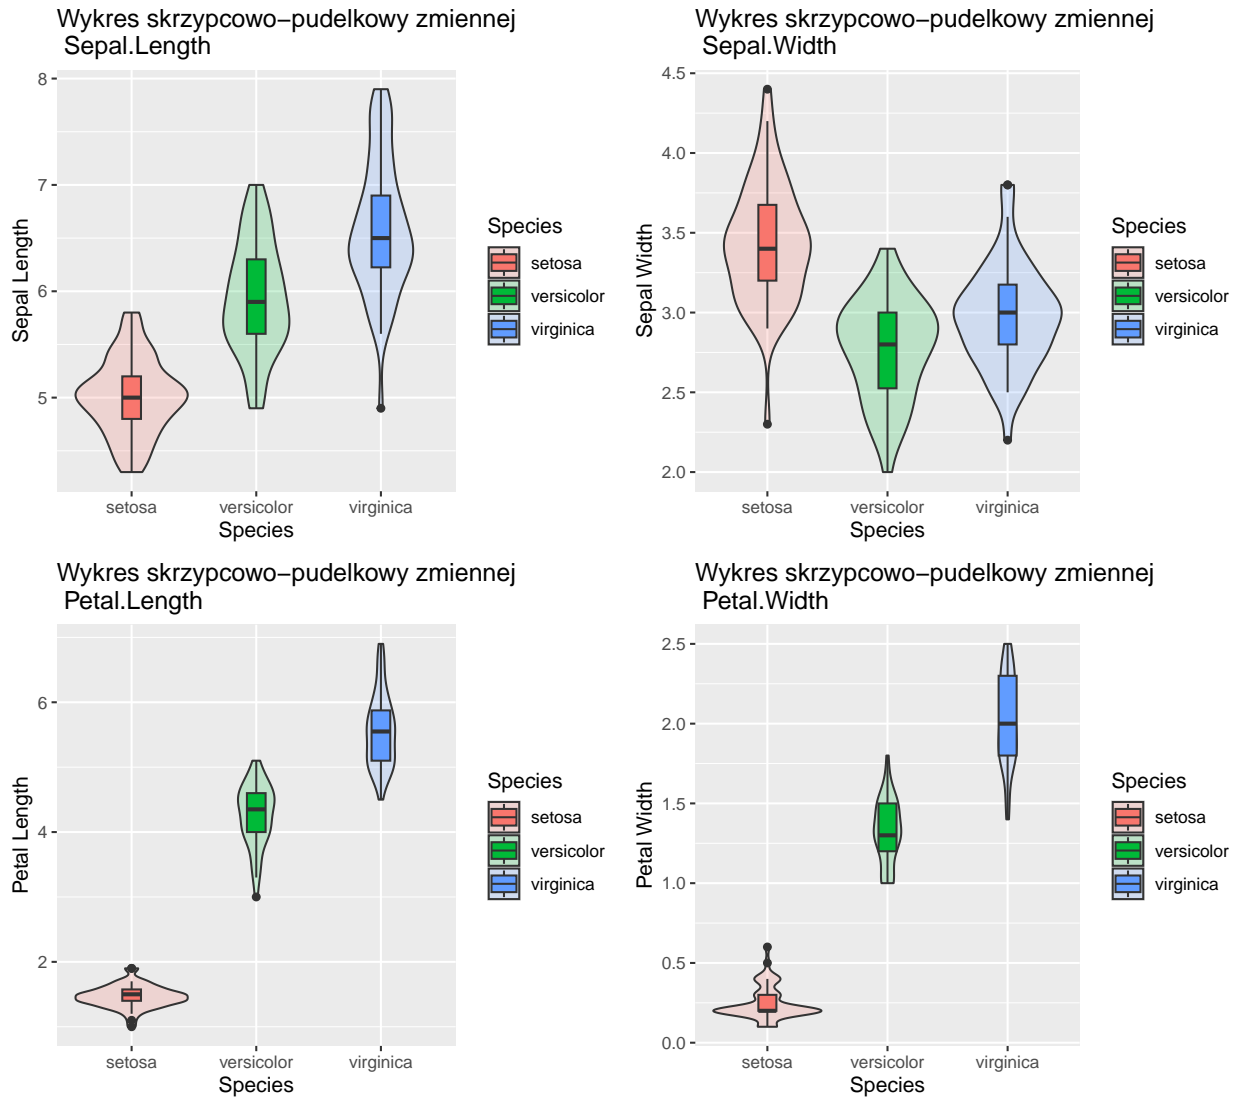 Wykres skrzypcowo−pudelkowy zmiennej
Sepal.Length
8
7
6
5
Sepal Length
setosa
versicolor
virginica
Species
Species
setosa
versicolor
virginica
Wykres skrzypcowo−pudelkowy zmiennej
Sepal.Width
4.5
4.0
3.5
3.0
2.5
2.0
Sepal Width
setosa
versicolor
virginica
Species
Species
setosa
versicolor
virginica
Wykres skrzypcowo−pudelkowy zmiennej
Petal.Length
6
4
2
Petal Length
setosa
versicolor
virginica
Species
Species
setosa
versicolor
virginica
Wykres skrzypcowo−pudelkowy zmiennej
Petal.Width
2.5
2.0
1.5
1.0
0.5
0.0
Petal Width
setosa
versicolor
virginica
Species
Species
setosa
versicolor
virginica